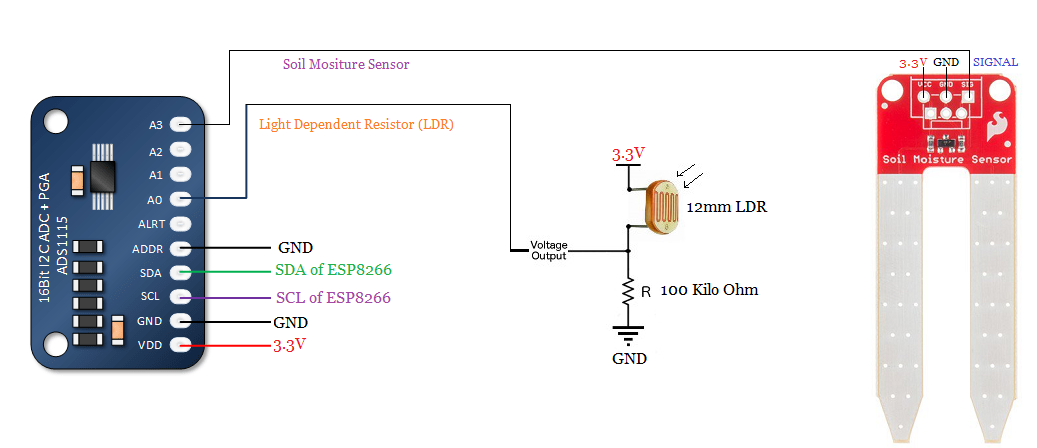 Soil Mositure Sensor
3.3V GND SIGNAL
VCC GND SIG
Soil Moisture Sensor
Light Dependent Resistor (LDR)
A3
A2
A1
A0
ALRT
ADDR
SDA
SCL
GND
VDD
16Bit I2C ADC + PGA
ADS1115
GND
SDA of ESP8266
SCL of ESP8266
GND
3.3V
3.3V
12mm LDR
Voltage
Output
R 100 Kilo Ohm
GND